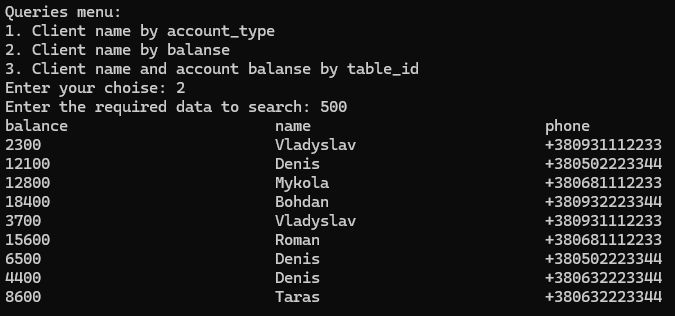 Queries menu:
1. Client name by account_type
2. Client name by balanse
3. Client name and account balanse by table_id
Enter your choise: 2
Enter the required data to search: 500
balance name phone
2300 Vladyslav +380931112233
12100 Denis +380502223344
12800 Mykola +380681112233
18400 Bohdan +380932223344
3700 Vladyslav +380931112233
15600 Roman +380681112233
6500 Denis +380502223344
4400 Denis +380632223344
8600 Taras +380632223344